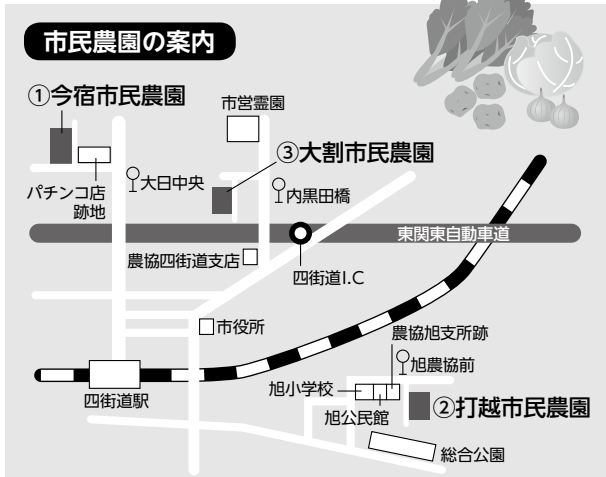 市民農園の案内
①今宿市民農園
市営霊園
③大割市民農園
パチンコ店
跡地
大日中央
内黒田橋
東関東自動車道
農協四街道支店
四街道I.C
市役所
農協旭支所跡
旭農協前
四街道駅
旭小学校
旭公民館
②打越市民農園
総合公園